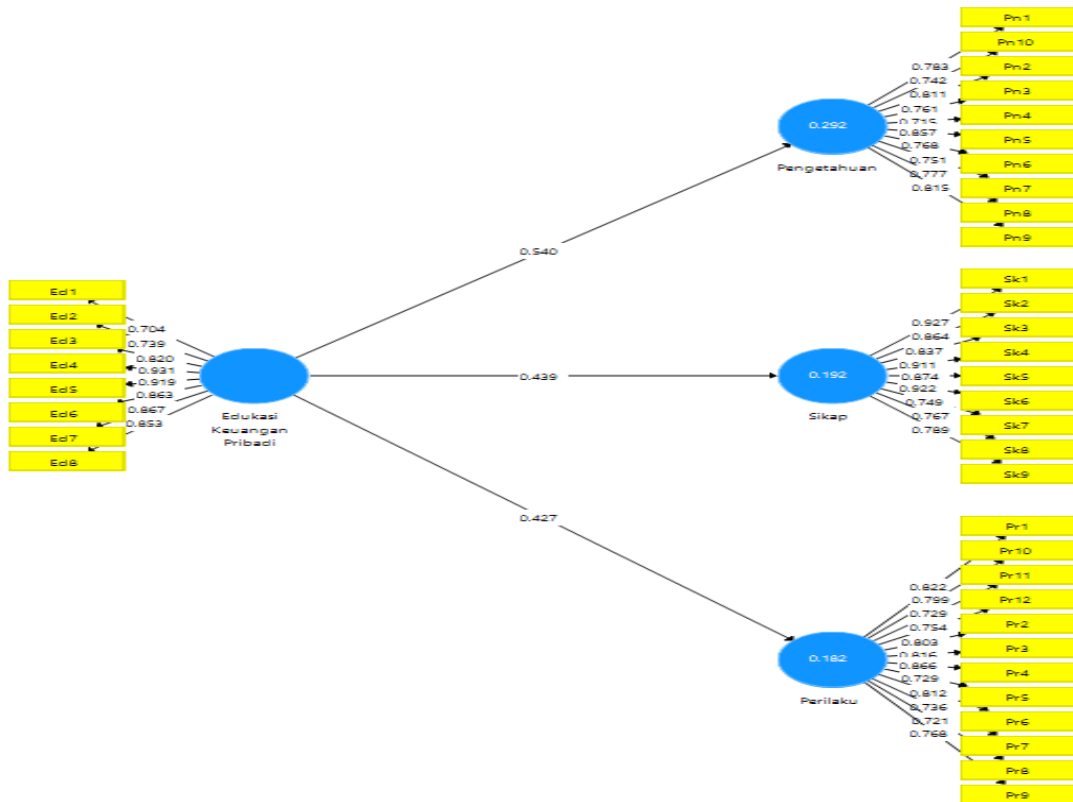 Pn1
Pn10
Pn2
Pn3
Pn4
Pn5
Pn6
Pn7
Pn8
Pn9
0.783
0.742
0.811
0.761
0.715
0.857
0.768
0.751
0.777
0.815
0.292
Pengetahuan
0.540
Ed1
Ed2
Ed3
Ed4
Ed5
Ed6
Ed7
Ed8
0.704
0.739
0.820
0.931
0.919
0.863
0.867
0.853
Edukasi
Keuangan
Pribadi
0.439
Sk1
Sk2
Sk3
Sk4
Sk5
Sk6
Sk7
Sk8
Sk9
0.927
0.864
0.837
0.911
0.874
0.922
0.749
0.767
0.789
0.192
Sikap
0.427
Pr1
Pr10
Pr11
Pr12
Pr2
Pr3
Pr4
Pr5
Pr6
Pr7
Pr8
Pr9
0.822
0.799
0.729
0.754
0.803
0.816
0.866
0.729
0.812
0.736
0.721
0.768
0.182
Perilaku